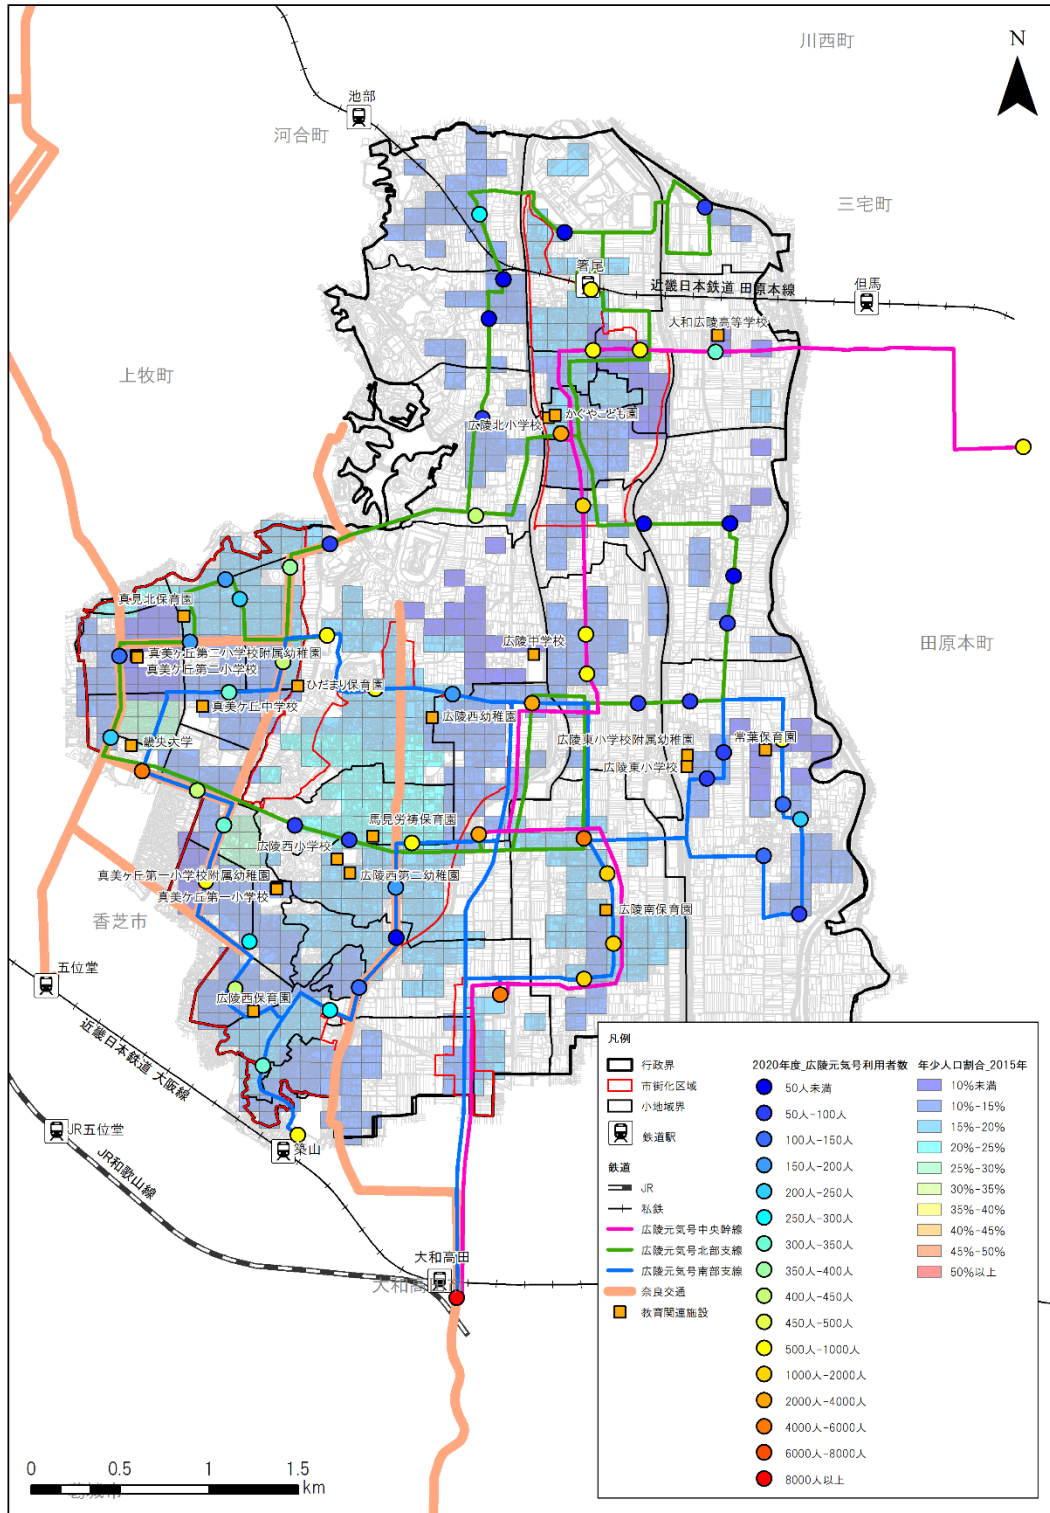 川西町
N
池部
河合町
三宅町
箸尾
近畿日本鉄道 田原本線
但馬
大和広陵高等学校
上牧町
かぐやこども園
広陵北小学校
真美北保育園
広陵中学校
田原本町
真美ケ丘第二小学校附属幼稚園
真美ケ丘第二小学校
ひだまり保育園
真美ケ丘中学校
広陵西幼稚園
畿央大学
広陵東小学校附属幼稚園
常葉保育園
広陵東小学校
馬見労祷保育園
広陵西小学校
真美ヶ丘第一小学校附属幼稚園
広陵西第二幼稚園
真美ケ丘第一小学校
広陵南保育園
香芝市
五位堂
広陵西保育園
近畿日本鉄道 大阪線
JR五位堂
築山
JR和歌山線
大和高田
凡例
行政界
市街化区域
小地域界
鉄道駅
鉄道
JR
私鉄
広陵元気号中央幹線
広陵元気号北部支線
広陵元気号南部支線
奈良交通
教育関連施設
2020年度_広陵元気号利用者数
50人未満
50人-100人
100人-150人
150人-200人
200人-250人
250人-300人
300人-350人
350人-400人
400人-450人
450人-500人
500人-1000人
1000人-2000人
2000人-4000人
4000人-6000人
6000人-8000人
8000人以上
年少人口割合_2015年
10%未満
10%-15%
15%-20%
20%-25%
25%-30%
30%-35%
35%-40%
40%-45%
45%-50%
50%以上
0 0.5 1 1.5
km